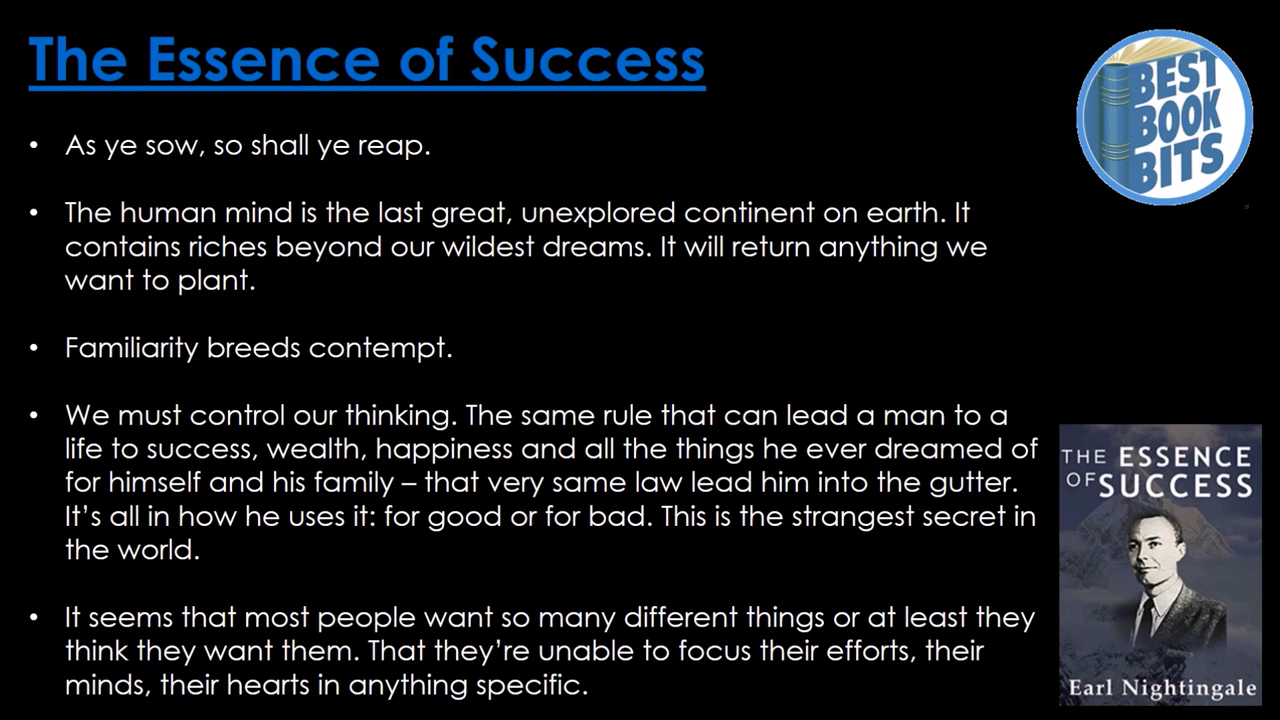 The Essence of Success
BEST
BOOK
BITS
• As ye sow, so shall ye reap.
• The human mind is the last great, unexplored continent on earth. It
contains riches beyond our wildest dreams. It will return anything we
want to plant.
• Familiarity breeds contempt.
• We must control our thinking. The same rule that can lead a man to a
life to success, wealth, happiness and all the things he ever dreamed of
for himself and his family – that very same law lead him into the gutter.
It's all in how he uses it: for good or for bad. This is the strangest secret in
the world.
• It seems that most people want so many different things or at least they
think they want them. That they're unable to focus their efforts, their
minds, their hearts in anything specific.
THE ESSENCE
OF SUCCESS
Earl Nightingale